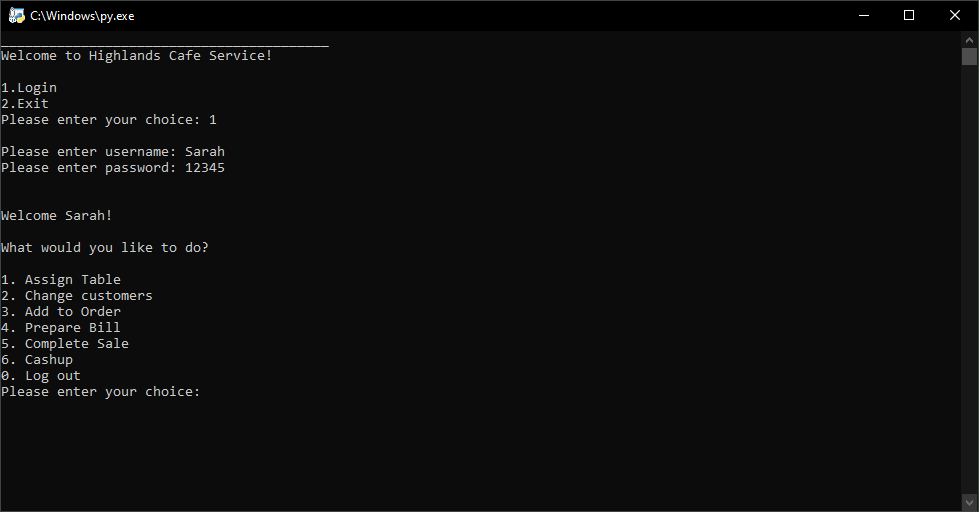 C:\Windows\py.exe
_________________________________________
Welcome to Highlands Cafe Service!
1.Login
2.Exit
Please enter your choice: 1
Please enter username: Sarah
Please enter password: 12345
Welcome Sarah!
What would you like to do?
1. Assign Table
2. Change customers
3. Add to Order
4. Prepare Bill
5. Complete Sale
6. Cashup
0. Log out
Please enter your choice: